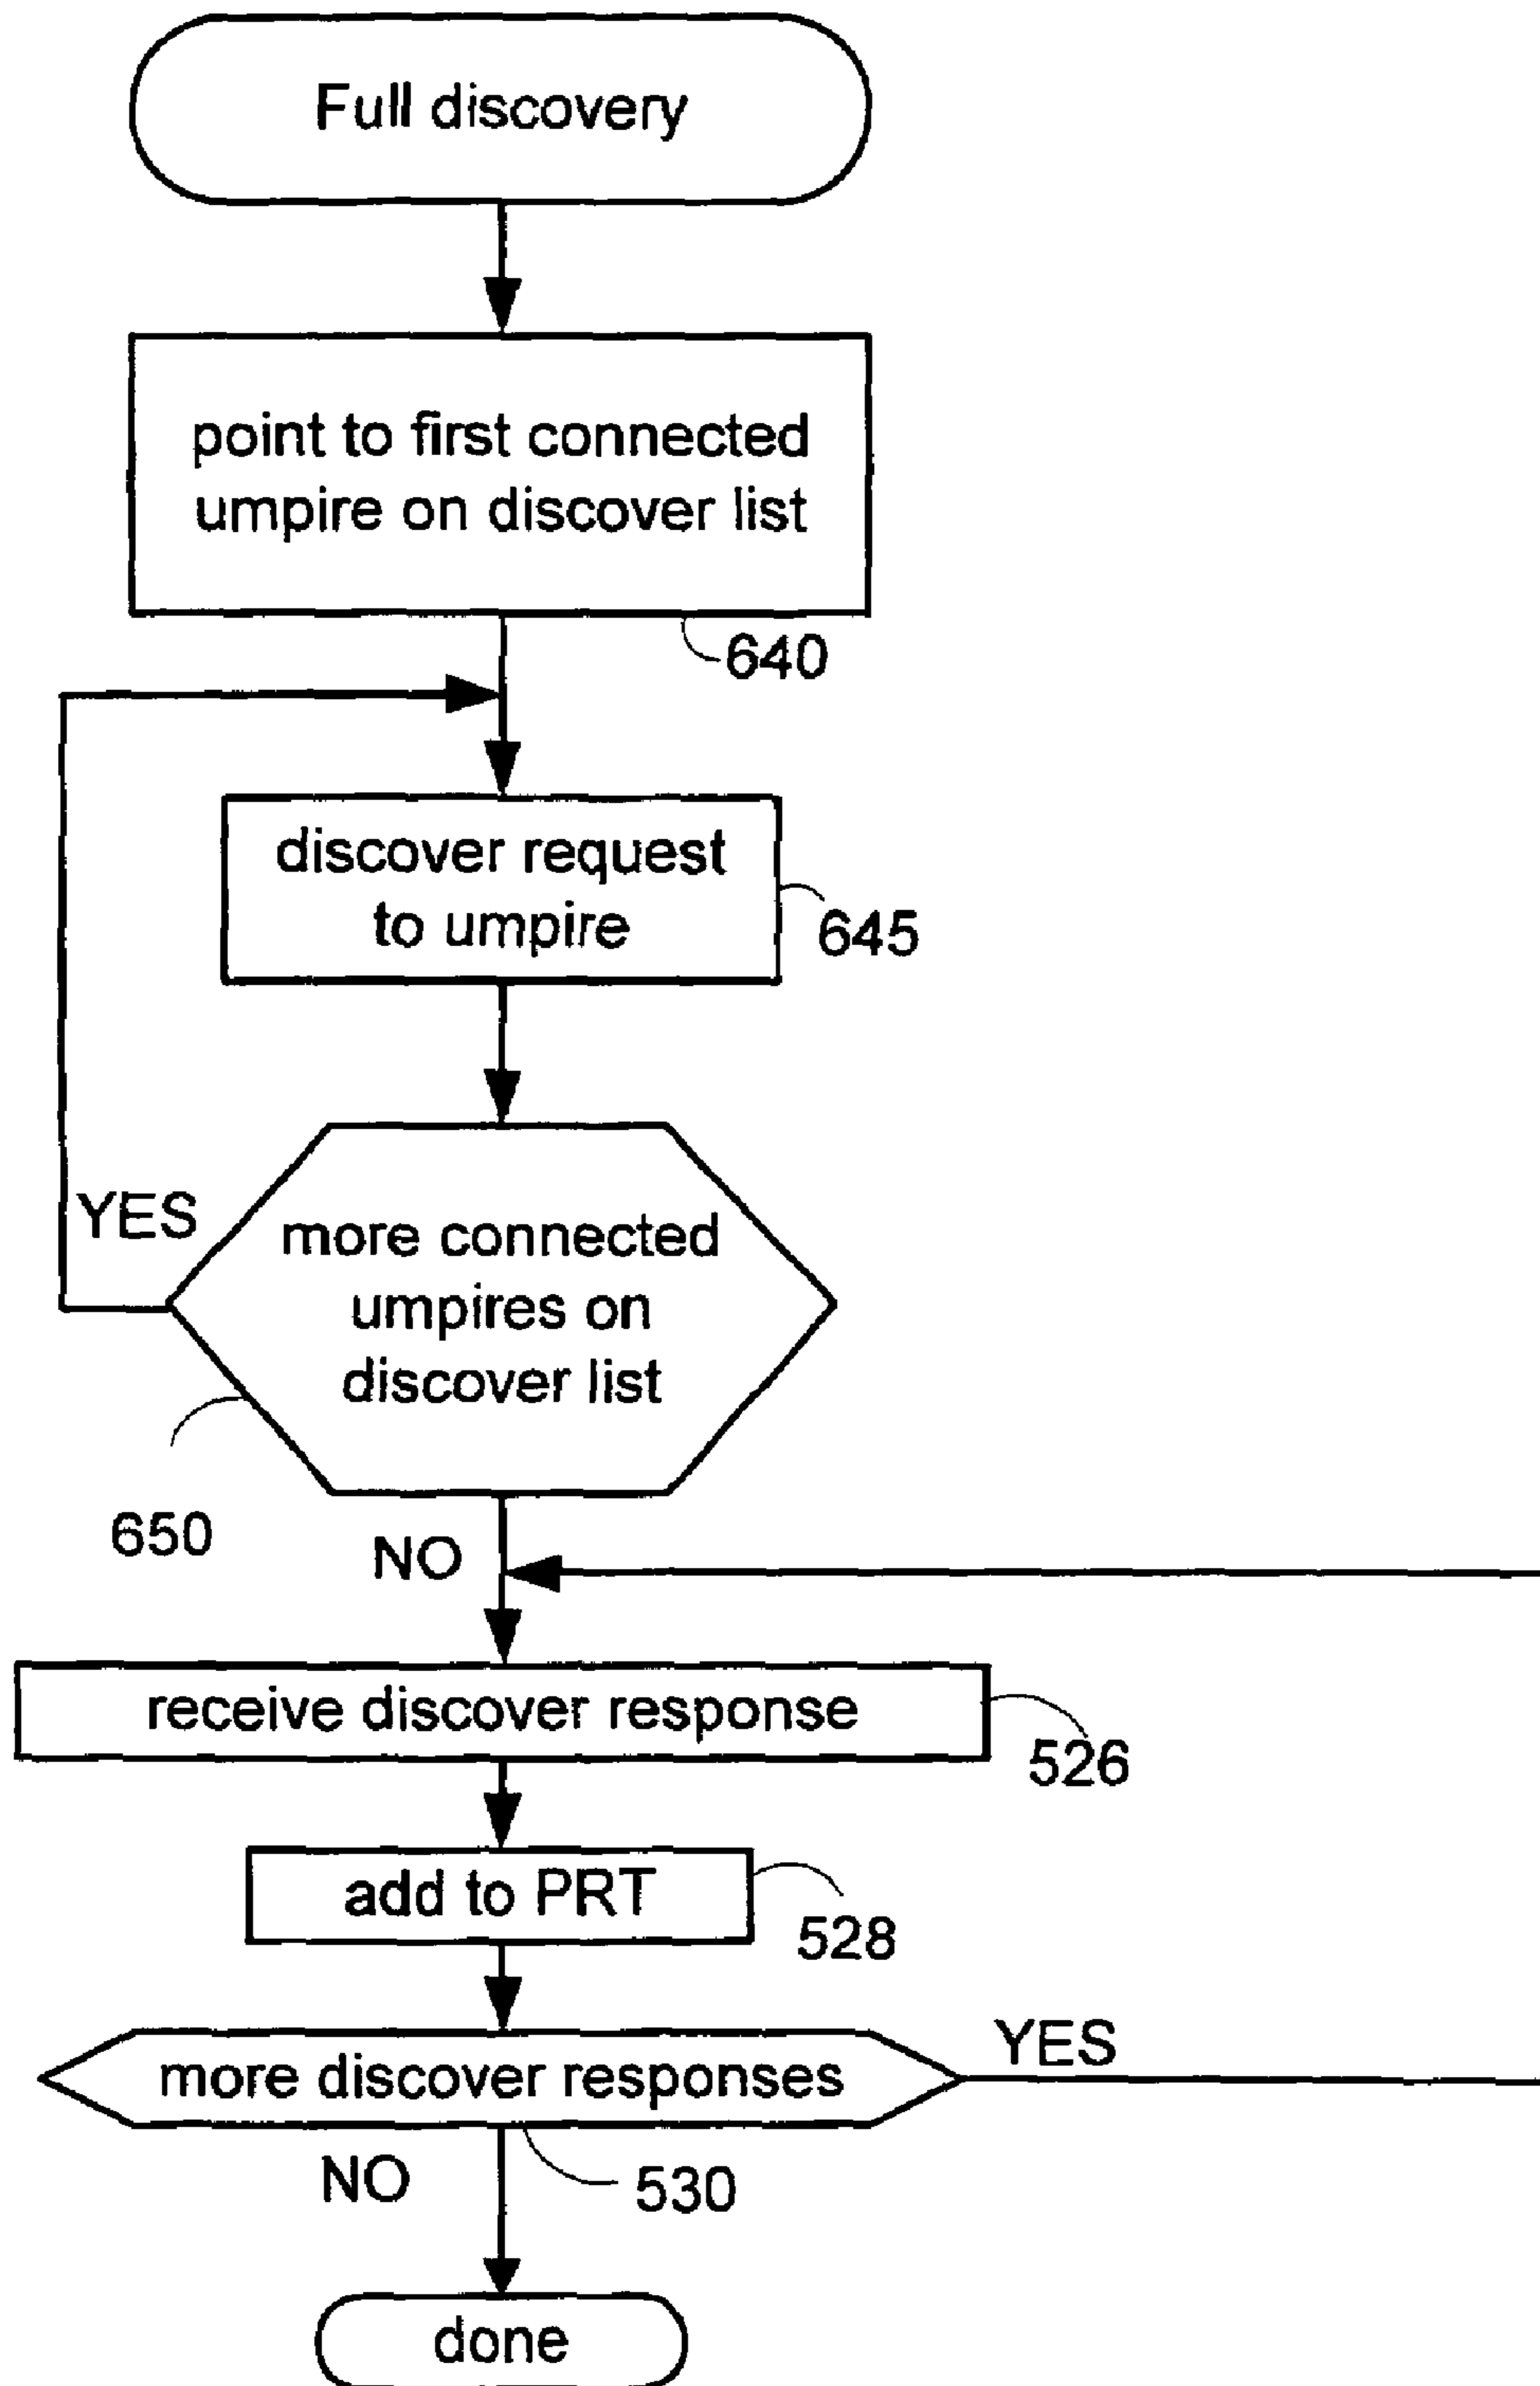 Full discovery
point to first connected
umpire on discover list
640
discover request
to umpire
645
YES
more connected
umpires on
discover list
650
NO
receive discover response
526
add to PRT
528
more discover responses
YES
NO
530
done